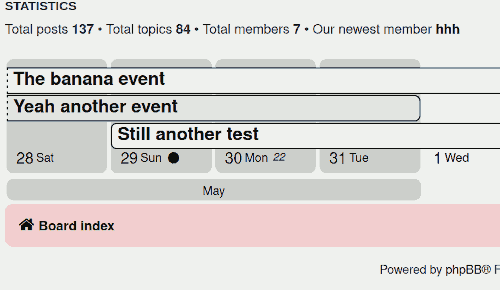 STATISTICS
Total posts 137 • Total topics 84 • Total members 7 • Our newest member hhh
The banana event
Yeah another event
Still another test
28 Sat 29 Sun 30 Mon 22 31 Tue 1 Wed
May
Board index
Powered by phpBB®